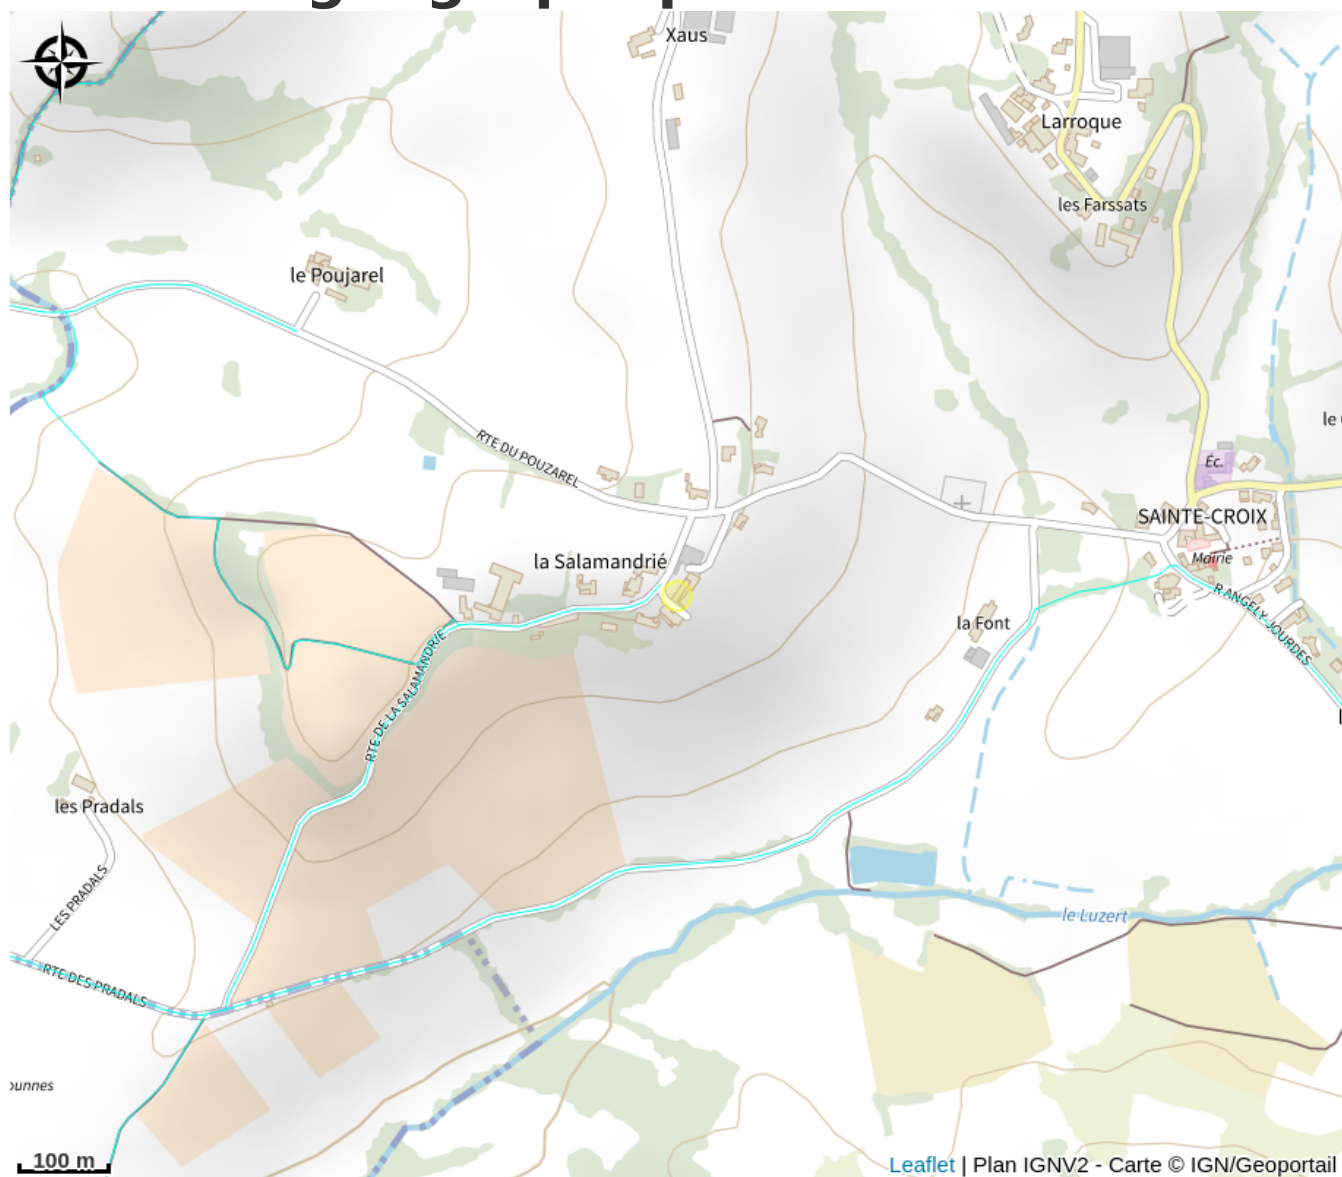 Xaus
Larroque
les Farssats
le Poujarel
RTE DU POUZAREL
Éc.
SAINTE-CROIX
Mairie
la Salamandrié
R ANGELY JOURDES
la Font
RTE DE LA SALAMANDRIE
les Pradals
LES PRADALS
le Luzert
RTE DES PRADALS
100 m
Leaflet | Plan IGNV2 - Carte © IGN/Geoportail